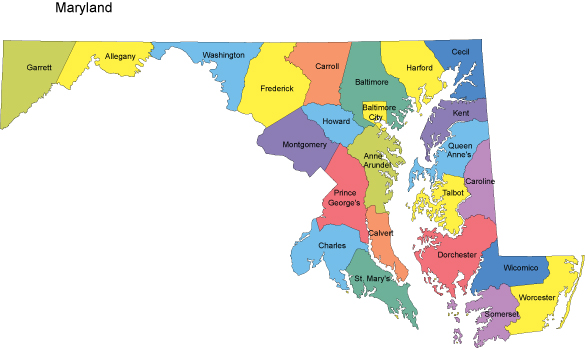 Maryland
Garrett
Allegany
Washington
Frederick
Carroll
Baltimore
Harford
Cecil
Baltimore
City
Howard
Kent
Montgomery
Anne
Arundel
Queen
Anne's
Caroline
Talbot
Prince
George's
Calvert
Charles
Dorchester
St. Mary's
Wicomico
Worcester
Somerset